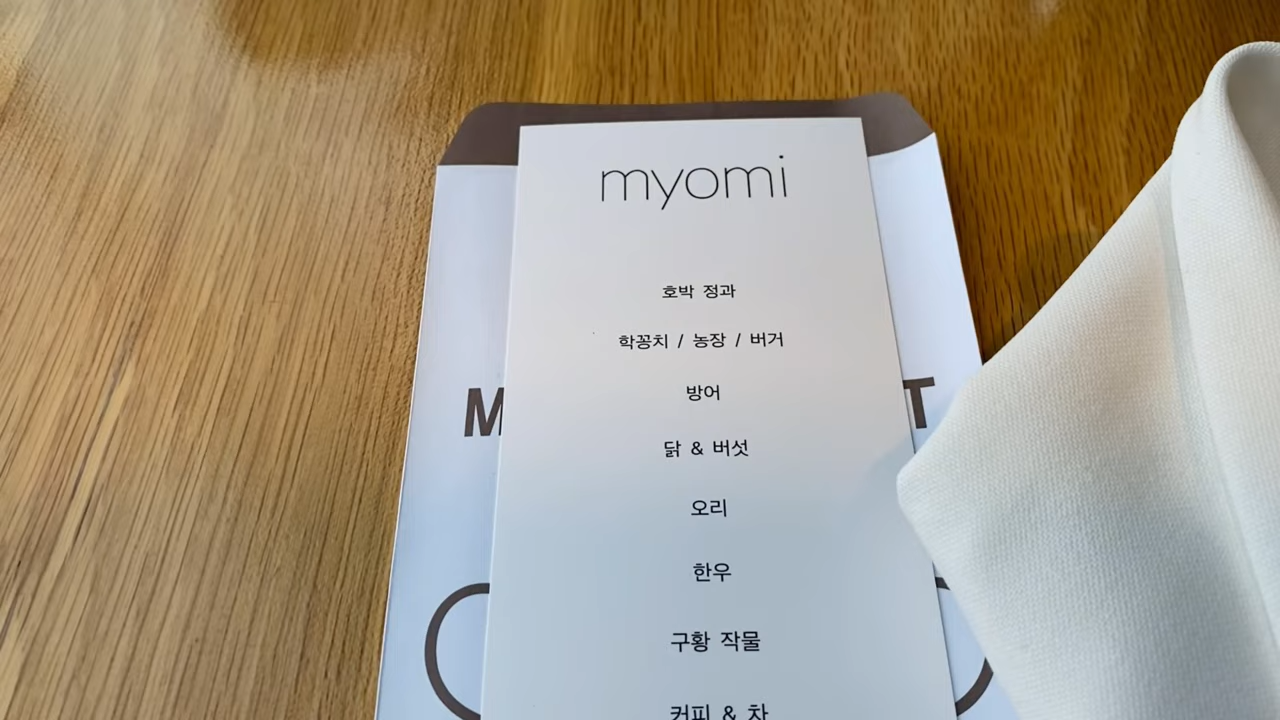 myomi
호박 정과
학꽁치 / 농장 / 버거
방어
닭 & 버섯
오리
한우
구황 작물
커피 & 차